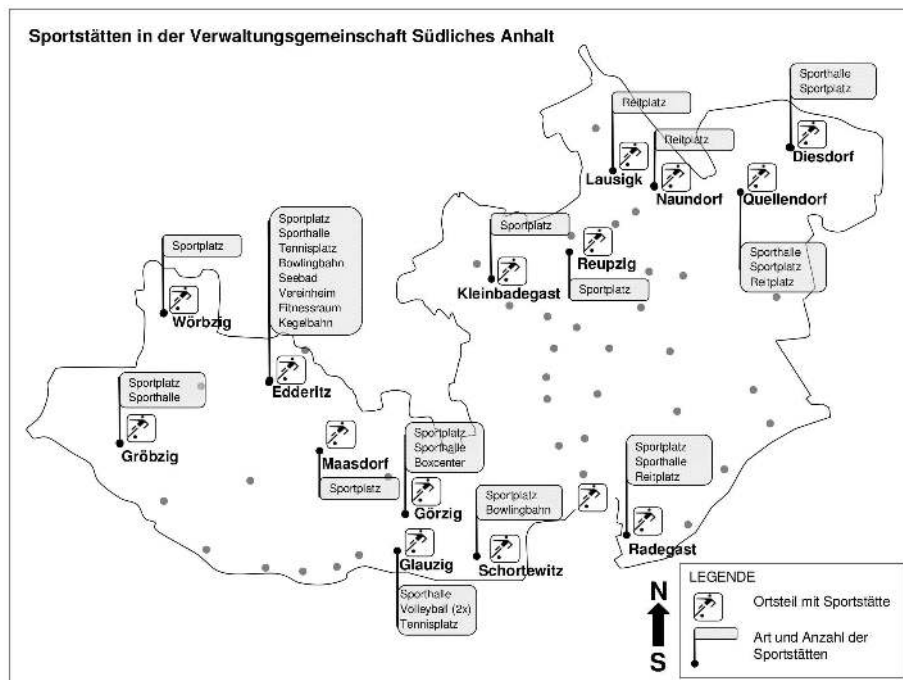 Sportstätten in der Verwaltungsgemeinschaft Südliches Anhalt
Sporthalle
Sportplatz
Diesdorf
Reitplatz
Lausigk
Reitplatz
Naundorf
Quellendorf
Sporthalle
Sportplatz
Reitplatz
Sportplatz
Kleinbadegast
Reupzig
Sportplatz
Sportplatz
Wörbzig
Sportplatz
Sporthalle
Tennisplatz
Bowlingbahn
Seebad
Vereinheim
Fitnessraum
Kegelbahn
Edderitz
Sportplatz
Sporthalle
Gröbzig
Maasdorf
Sportplatz
Sportplatz
Sporthalle
Boxcenter
Görzig
Sportplatz
Bowlingbahn
Schortewitz
Sportplatz
Sporthalle
Reitplatz
Radegast
Glauzig
Sporthalle
Volleyball (2x)
Tennisplatz
N
S
LEGENDE
Ortsteil mit Sportstätte
Art und Anzahl der
Sportstätten